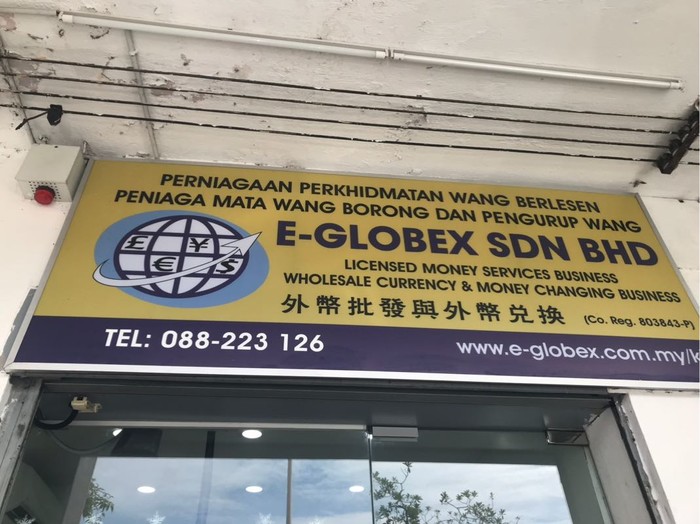 PERNIAGAAN PERKHIDMATAN WANG BERLESEN
PENIAGA MATA WANG BORONG DAN PENGURUP WANG
£ ¥
€ $
E-GLOBEX SDN BHD
LICENSED MONEY SERVICES BUSINESS
WHOLESALE CURRENCY & MONEY CHANGING BUSINESS
外幣批發與外幣兑換 (Co. Reg. 803843-P)
TEL: 088-223 126 www.e-globex.com.my/k